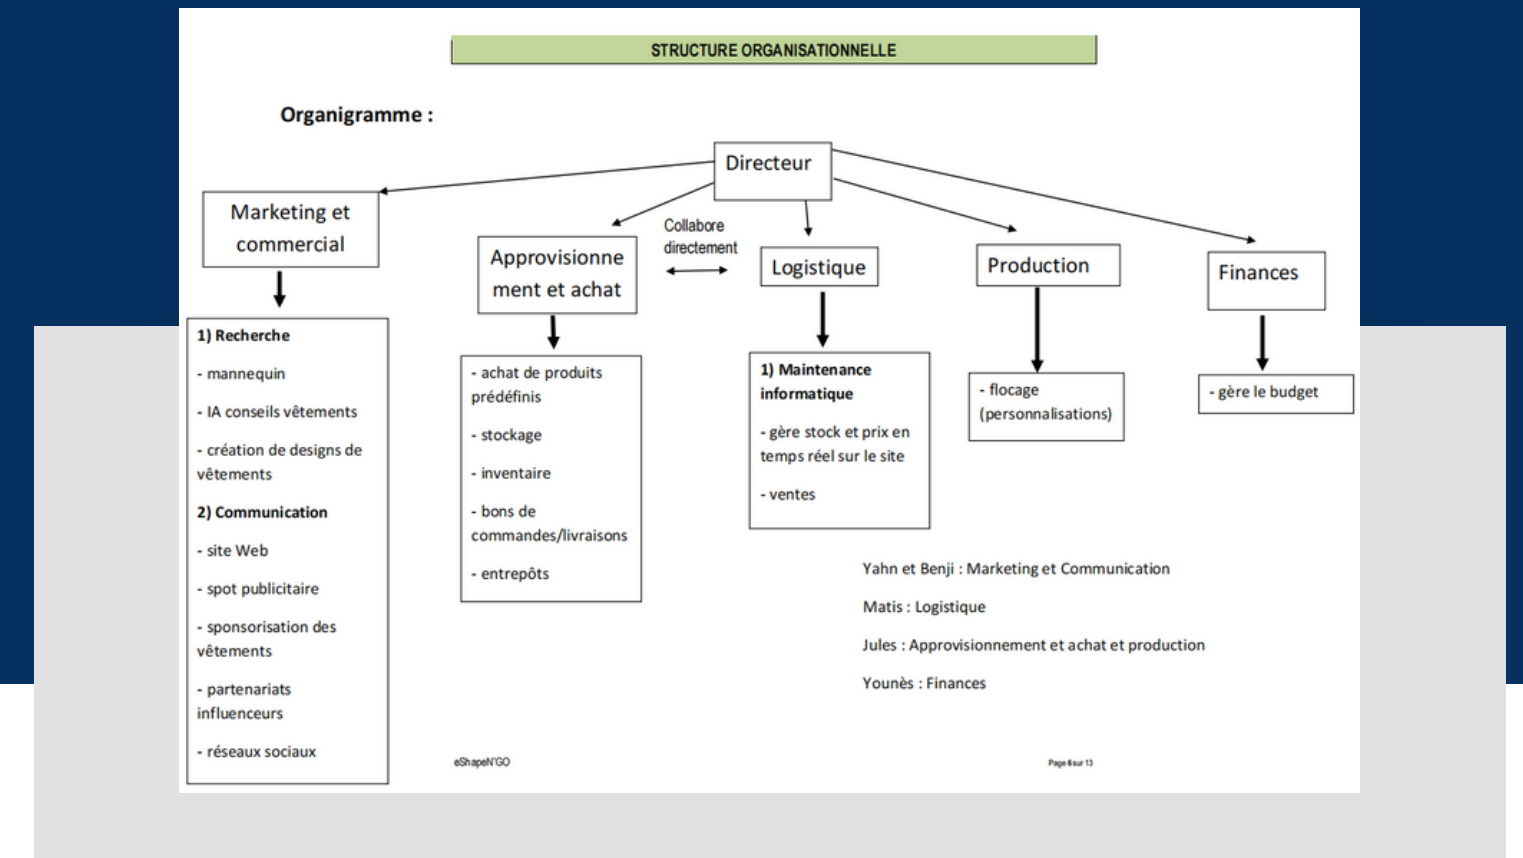 STRUCTURE ORGANISATIONNELLE
Organigramme :
Directeur
Marketing et
commercial
Collabore
directement
Approvisionne
ment et achat
Logistique
Production
Finances
1) Recherche
- mannequin
- IA conseils vêtements
- création de designs de
vêtements
2) Communication
- site Web
- spot publicitaire
- sponsorisation des
vêtements
- partenariats
influenceurs
- réseaux sociaux
- achat de produits
prédéfinis
- stockage
- inventaire
- bons de
commandes/livraisons
- entrepôts
1) Maintenance
informatique
- gère stock et prix en
temps réel sur le site
- ventes
- flocage
(personnalisations)
- gère le budget
Yahn et Benji : Marketing et Communication
Matis : Logistique
Jules : Approvisionnement et achat et production
Younès : Finances
eShapeN'GO
Page 6 sur 13